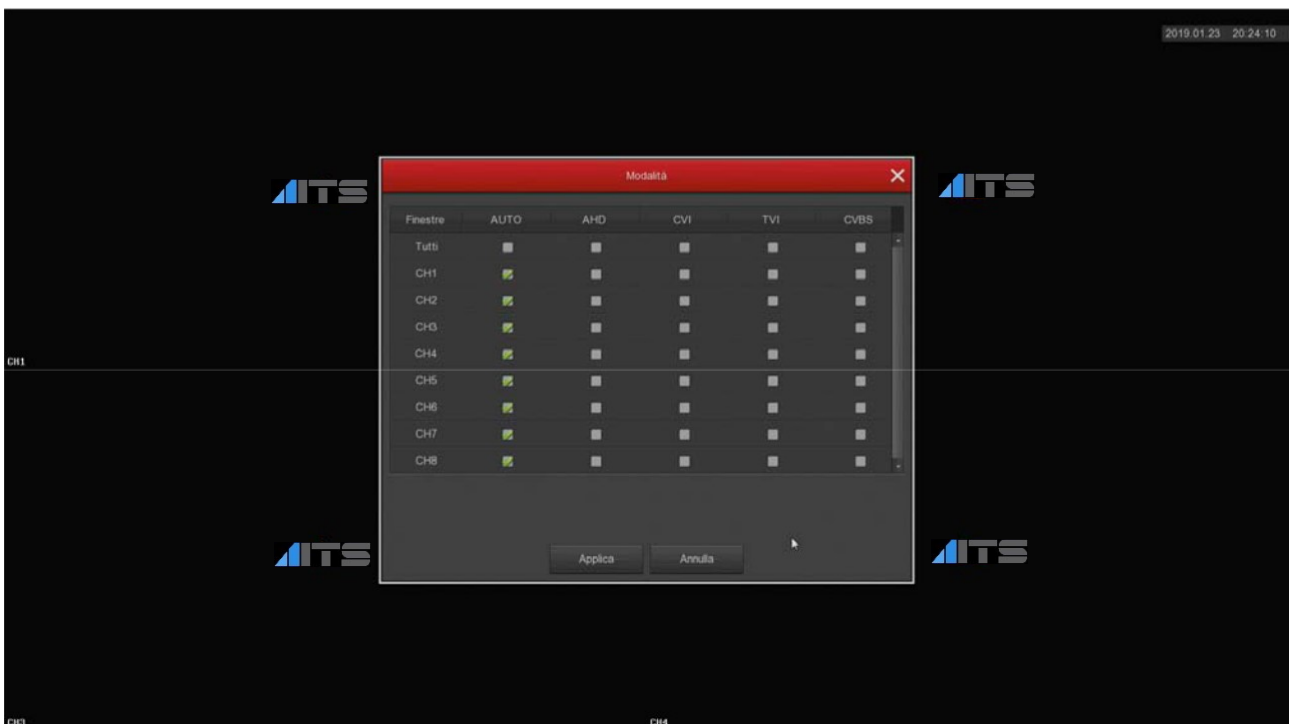 2019.01.23 20:24:10
ITS ITS
Modalità
Finestre AUTO AHD CVI TVI CVBS
Tutti
CH1
CH2
CH3
CH4
CH5
CH6
CH7
CH8
CH1
ITS ITS
Applica Annulla
CH3 CH4